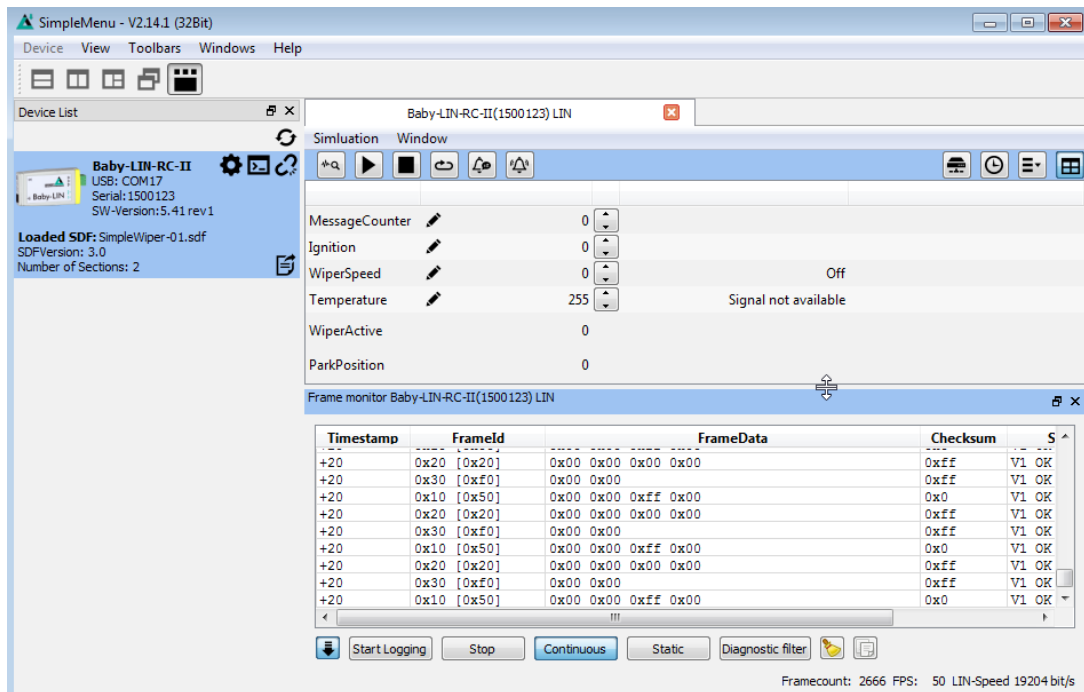 SimpleMenu - V2.14.1 (32Bit)
Device View Toolbars Windows Help
Device List
Baby-LIN-RC-II
USB: COM17
Serial:1500123
SW-Version:5.41 rev1
Baby-LIN
Loaded SDF: SimpleWiper-01.sdf
SDFVersion: 3.0
Number of Sections: 2
Baby-LIN-RC-II(1500123) LIN
Simluation Window
MessageCounter 0
Ignition 0
WiperSpeed 0 Off
Temperature 255 Signal not available
WiperActive 0
ParkPosition 0
Frame monitor Baby-LIN-RC-II(1500123) LIN
Timestamp FrameId FrameData Checksum S
+20 0x20 [0x20] 0x00 0x00 0x00 0x00 0xff V1 OK
+20 0x30 [0xf0] 0x00 0x00 0xff V1 OK
+20 0x10 [0x50] 0x00 0x00 0xff 0x00 0x0 V1 OK
+20 0x20 [0x20] 0x00 0x00 0x00 0x00 0xff V1 OK
+20 0x30 [0xf0] 0x00 0x00 0xff V1 OK
+20 0x10 [0x50] 0x00 0x00 0xff 0x00 0x0 V1 OK
+20 0x20 [0x20] 0x00 0x00 0x00 0x00 0xff V1 OK
+20 0x30 [0xf0] 0x00 0x00 0xff V1 OK
+20 0x10 [0x50] 0x00 0x00 0xff 0x00 0x0 V1 OK
Start Logging Stop Continuous Static Diagnostic filter
Framecount: 2666 FPS: 50 LIN-Speed 19204 bit/s